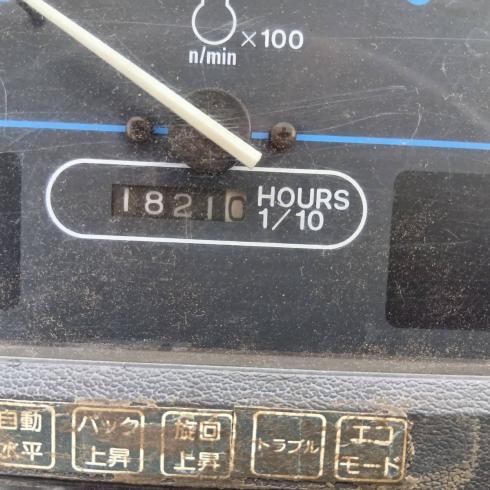 ×100
n/min
18210
HOURS
1/10
自動
水平
バック
上昇
旋回
上昇
トラブル
エコ
モード